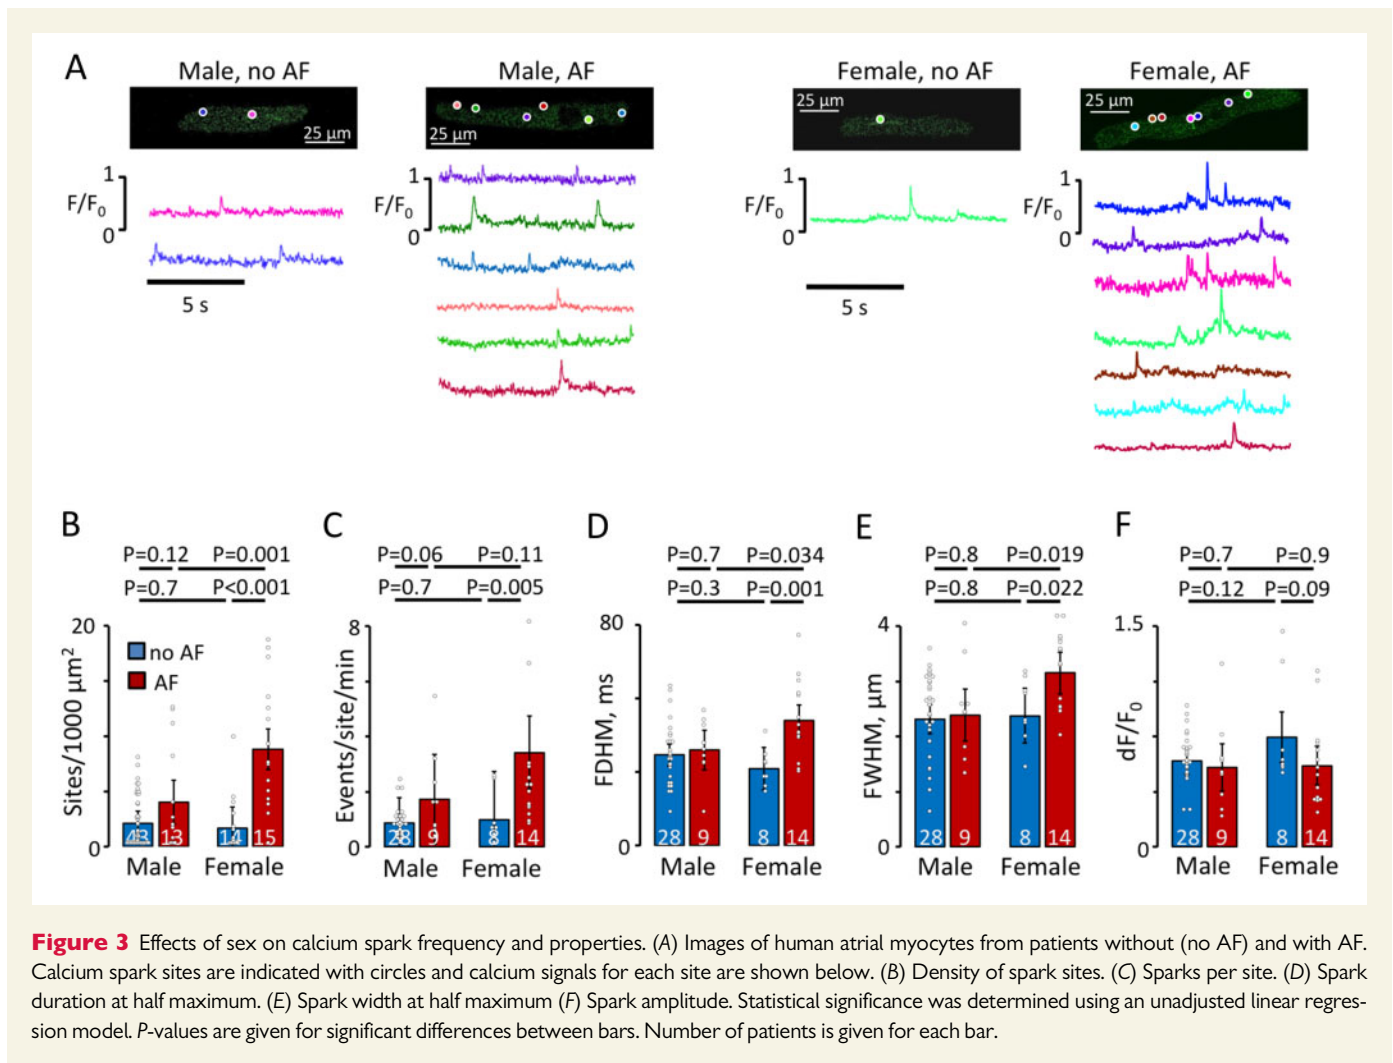 A
Male, no AF
Male, AF
Female, no AF
Female, AF
25 µm
25 µm
25 µm
25 µm
1
F/F0
0
5 s
1
F/F0
0
1
F/F0
0
5 s
1
F/F0
0
B
P=0.12 P=0.001
P=0.7 P<0.001
20
Sites/1000 µm²
0
no AF
AF
43 13 14 15
Male Female
C
P=0.06 P=0.11
P=0.7 P=0.005
8
Events/site/min
0
28 9 8 14
Male Female
D
P=0.7 P=0.034
P=0.3 P=0.001
80
FDHM, ms
0
28 9 8 14
Male Female
E
P=0.8 P=0.019
P=0.8 P=0.022
4
FWHM, µm
0
28 9 8 14
Male Female
F
P=0.7 P=0.9
P=0.12 P=0.09
1.5
dF/F0
0
28 9 8 14
Male Female
Figure 3 Effects of sex on calcium spark frequency and properties. (A) Images of human atrial myocytes from patients without (no AF) and with AF.
Calcium spark sites are indicated with circles and calcium signals for each site are shown below. (B) Density of spark sites. (C) Sparks per site. (D) Spark
duration at half maximum. (E) Spark width at half maximum (F) Spark amplitude. Statistical significance was determined using an unadjusted linear regres-
sion model. P-values are given for significant differences between bars. Number of patients is given for each bar.